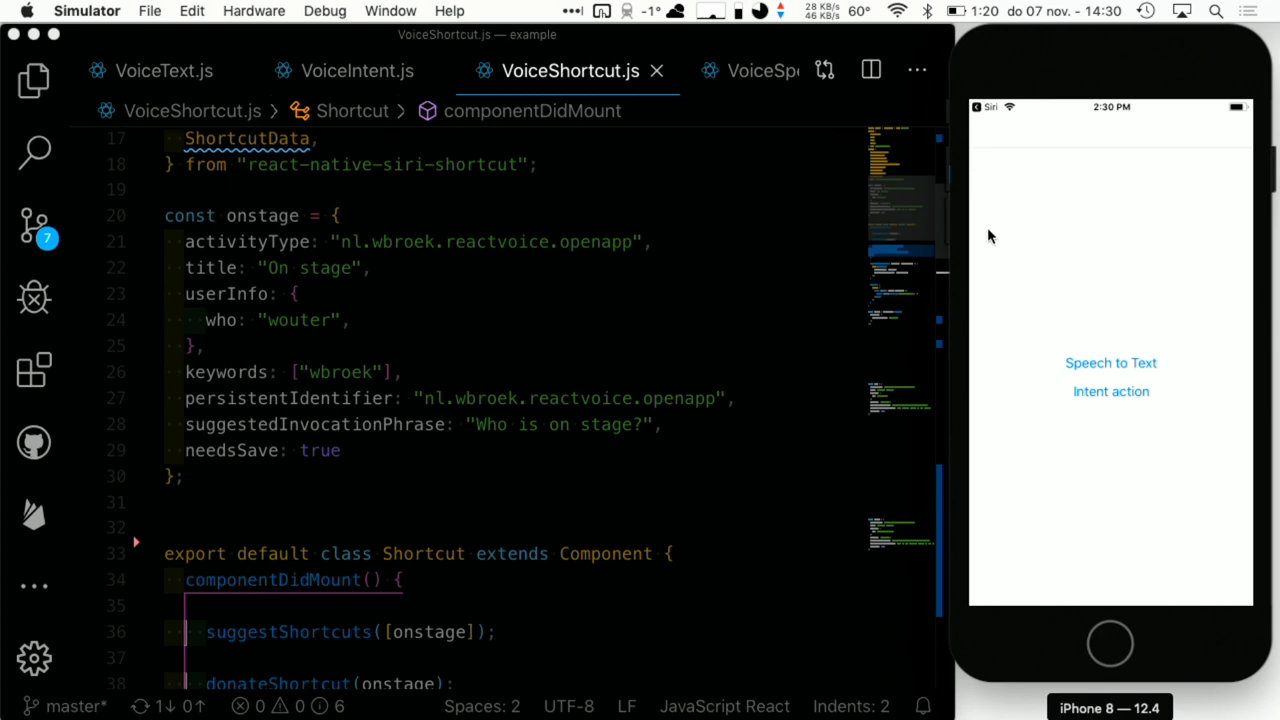 Simulator File Edit Hardware Debug Window Help -1° 28 KB/s 46 KB/s 60° 1:20 do 07 nov. - 14:30
VoiceShortcut.js — example
VoiceText.js VoiceIntent.js VoiceShortcut.js VoiceSpe
VoiceShortcut.js > Shortcut > componentDidMount
17 ShortcutData,
18 } from "react-native-siri-shortcut";
19
20 const onstage = {
21 activityType: "nl.wbroek.reactvoice.openapp",
22 title: "On stage",
23 userInfo: {
24 who: "wouter",
25 },
26 keywords: ["wbroek"],
27 persistentIdentifier: "nl.wbroek.reactvoice.openapp",
28 suggestedInvocationPhrase: "Who is on stage?",
29 needsSave: true
30 };
31
32
33 export default class Shortcut extends Component {
34 componentDidMount() {
35
36 suggestShortcuts([onstage]);
37
38 donateShortcut(onstage);
7
master* 1↓ 0↑ 0 0 6 Spaces: 2 UTF-8 LF JavaScript React Indents: 2
Siri 2:30 PM
Speech to Text
Intent action
iPhone 8 — 12.4